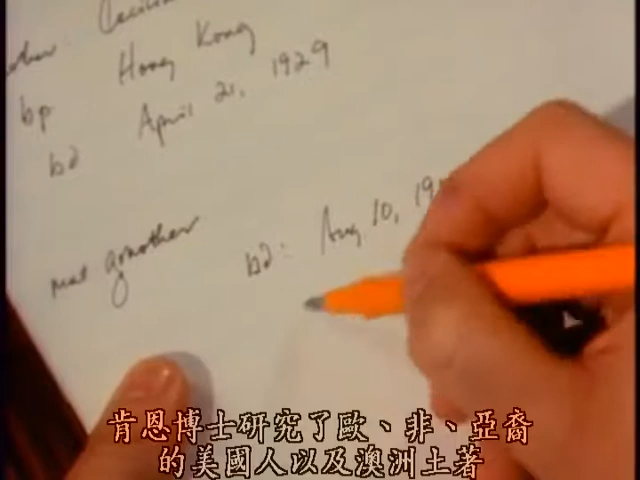 Hong Kong
bp
April 21, 1929
bd
mat gmother bd: Aug 10, 19
肯恩博士研究了歐、非、亞裔
的美國人以及澳洲土著